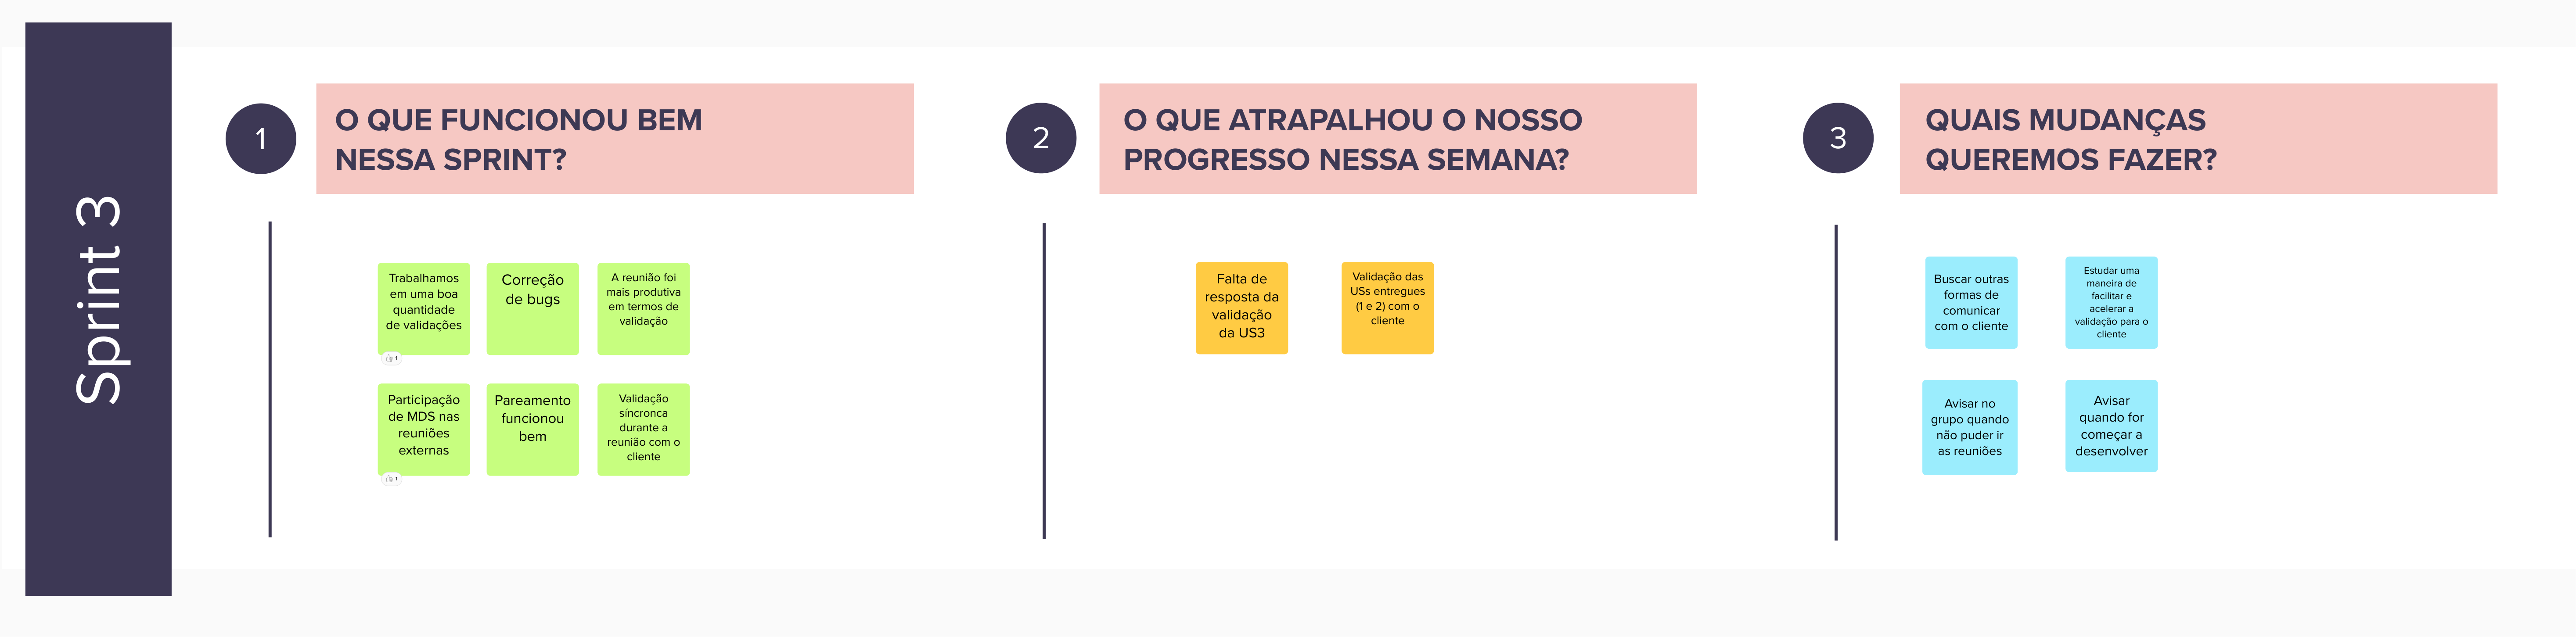 Sprint 3
1
O QUE FUNCIONOU BEM
NESSA SPRINT?
Trabalhamos
em uma boa
quantidade
de validações
1
Correção
de bugs
A reunião foi
mais produtiva
em termos de
validação
Participação
de MDS nas
reuniões
externas
1
Pareamento
funcionou
bem
Validação
síncronca
durante a
reunião com o
cliente
2
O QUE ATRAPALHOU O NOSSO
PROGRESSO NESSA SEMANA?
Falta de
resposta da
validação
da US3
Validação das
USs entregues
(1 e 2) com o
cliente
3
QUAIS MUDANÇAS
QUEREMOS FAZER?
Buscar outras
formas de
comunicar
com o cliente
Estudar uma
maneira de
facilitar e
acelerar a
validação para o
cliente
Avisar no
grupo quando
não puder ir
as reuniões
Avisar
quando for
começar a
desenvolver